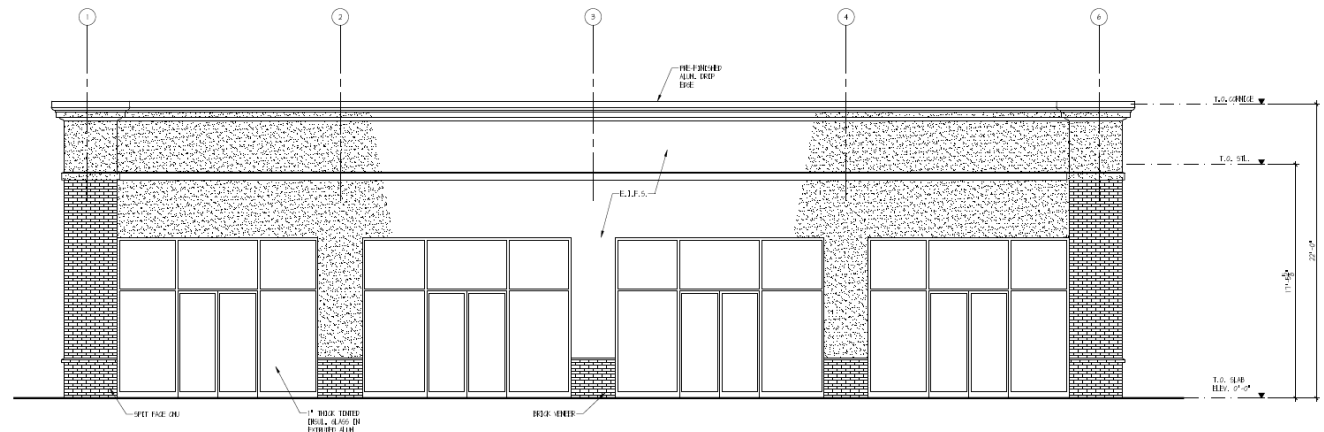 1
2
3
4
6
PRE-FINISHED
ALUM. DRIP
EDGE
T.O. CORNICE
T.O. STL.
E.I.F.S.
22'-0"
T.O. SLAB
ELEV. 0'-0"
SPIT FACE CMU
1" THICK TINTED
INSUL. GLASS IN
EXTRUDED ALUM
BRICK VENEER